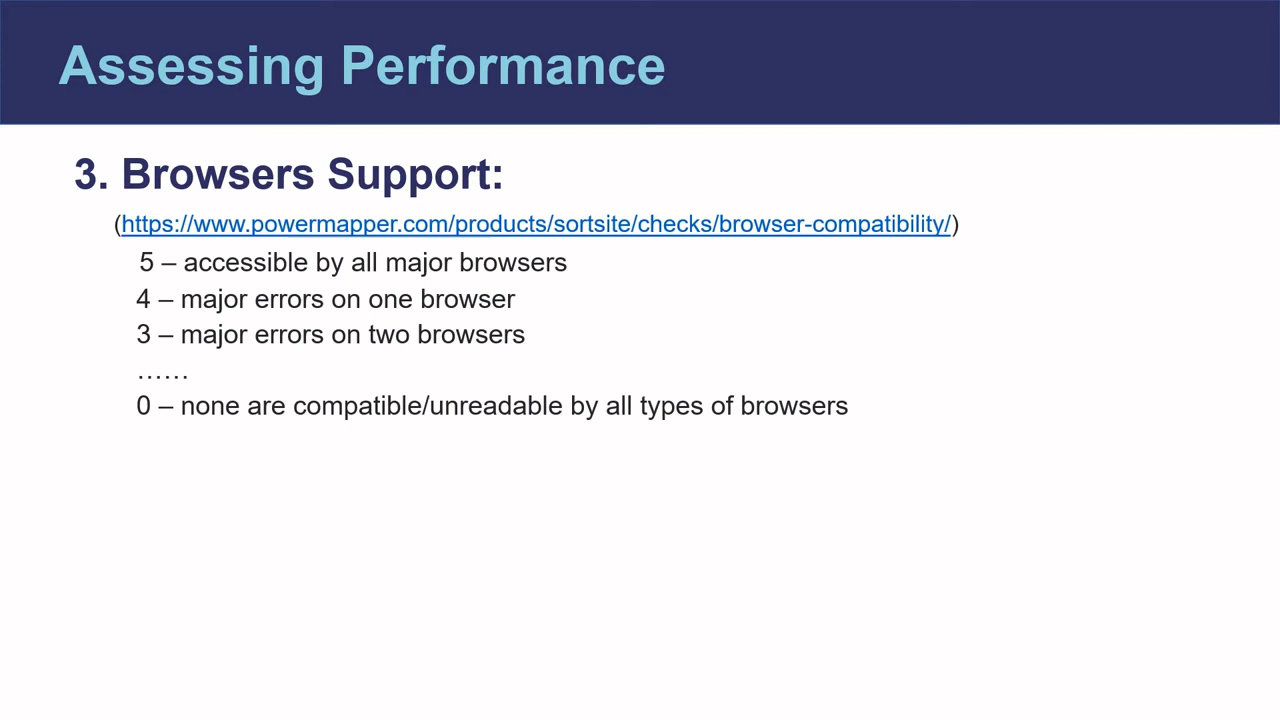 Assessing Performance
3. Browsers Support:
(https://www.powermapper.com/products/sortsite/checks/browser-compatibility/)
5 – accessible by all major browsers
4 – major errors on one browser
3 – major errors on two browsers
……
0 – none are compatible/unreadable by all types of browsers